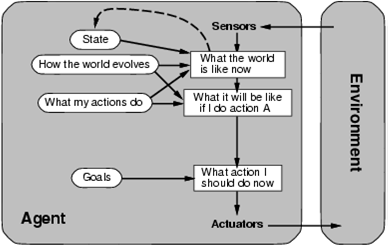 Sensors
State
What the world
is like now
How the world evolves
What my actions do
What it will be like
if I do action A
Goals
What action I
should do now
Agent
Actuators
Environment